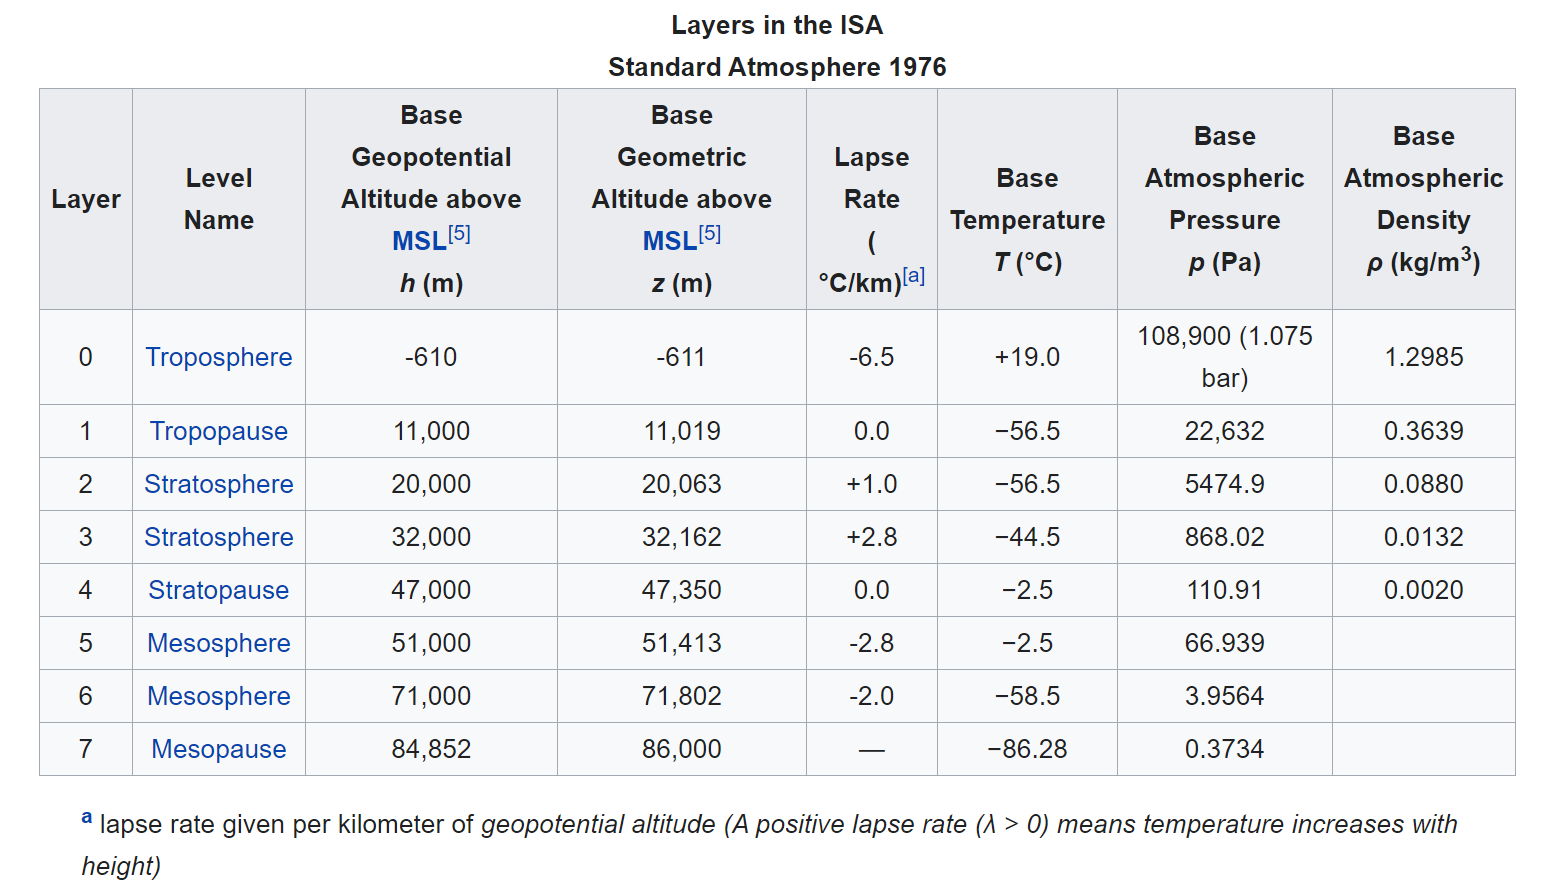 Layers in the ISA
Standard Atmosphere 1976
Layer
Level
Name
Base
Geopotential
Altitude above
MSL[5]
h (m)
Base
Geometric
Altitude above
MSL[5]
z (m)
Lapse
Rate
(
°C/km)[a]
Base
Temperature
T (°C)
Base
Atmospheric
Pressure
p (Pa)
Base
Atmospheric
Density
ρ (kg/m3)
0 Troposphere -610 -611 -6.5 +19.0 108,900 (1.075
bar) 1.2985
1 Tropopause 11,000 11,019 0.0 −56.5 22,632 0.3639
2 Stratosphere 20,000 20,063 +1.0 −56.5 5474.9 0.0880
3 Stratosphere 32,000 32,162 +2.8 −44.5 868.02 0.0132
4 Stratopause 47,000 47,350 0.0 −2.5 110.91 0.0020
5 Mesosphere 51,000 51,413 -2.8 −2.5 66.939
6 Mesosphere 71,000 71,802 -2.0 −58.5 3.9564
7 Mesopause 84,852 86,000 — −86.28 0.3734
a lapse rate given per kilometer of geopotential altitude (A positive lapse rate (λ > 0) means temperature increases with
height)